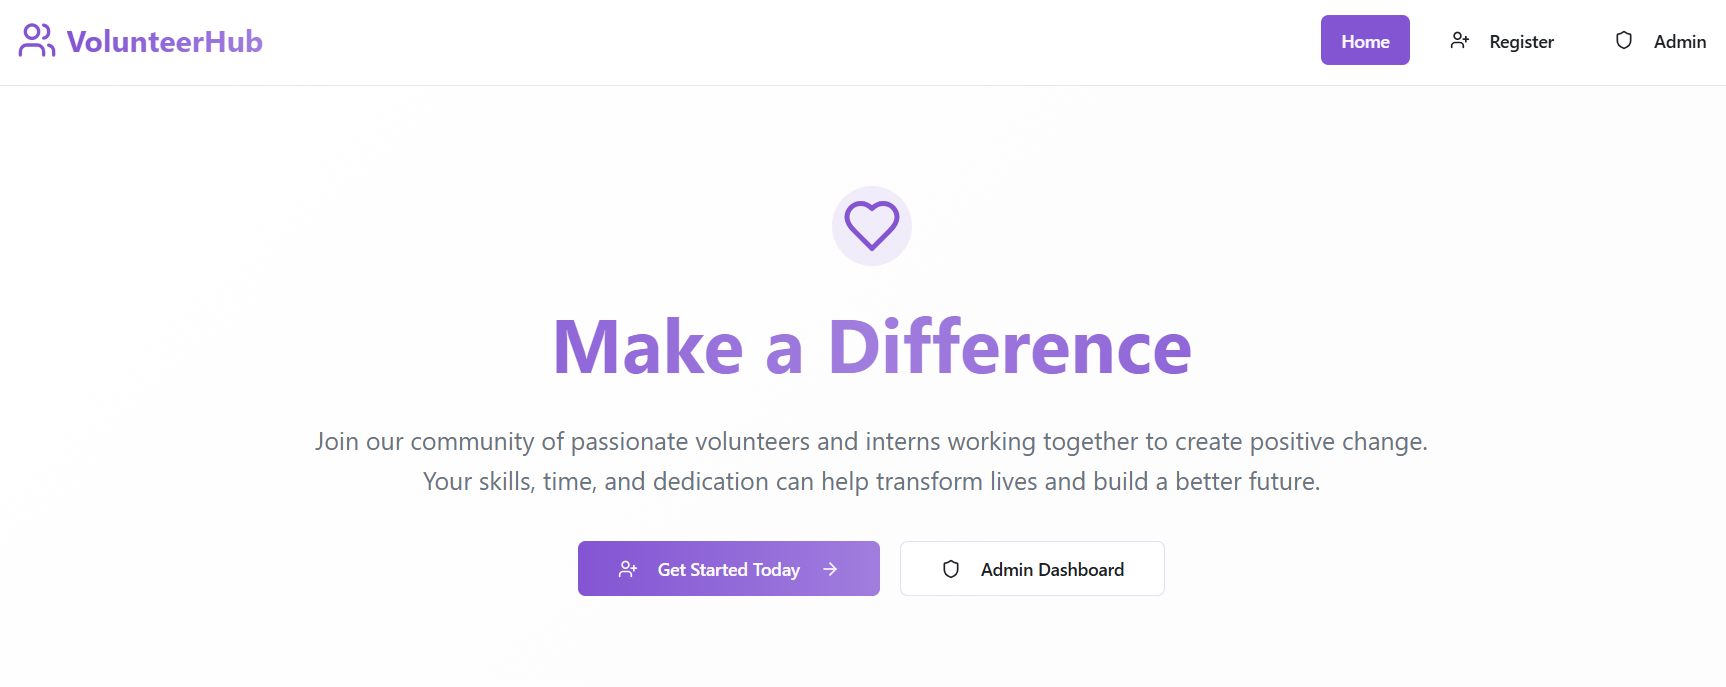 VolunteerHub
Home
Register
Admin
Make a Difference
Join our community of passionate volunteers and interns working together to create positive change.
Your skills, time, and dedication can help transform lives and build a better future.
Get Started Today
Admin Dashboard